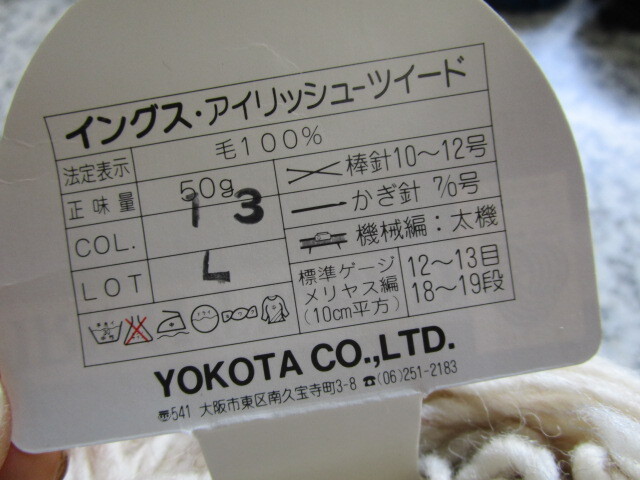 イングス・アイリッシューツイード
法定表示 毛100%
正味量 50g
COL. 13
LOT L
棒針10～12号
かぎ針 7/0号
機械編：太機
標準ゲージ
メリヤス編
(10cm平方)
12～13目
18～19段
YOKOTA CO.,LTD.
〒541 大阪市東区南久宝寺町3-8 ☎(06)251-2183